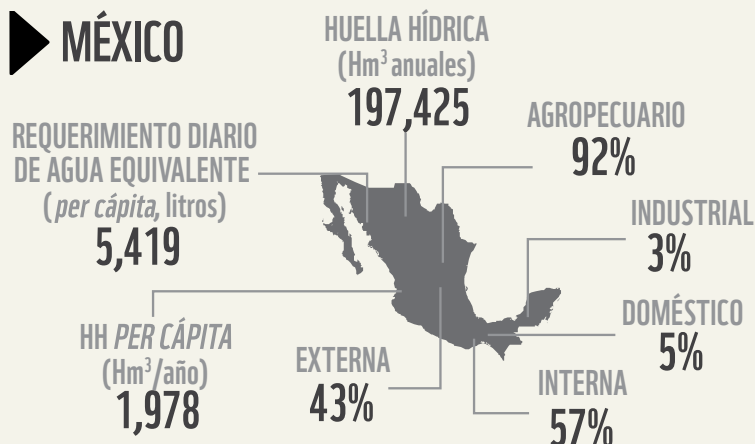 MÉXICO
HUELLA HÍDRICA
(Hm³ anuales)
197,425
REQUERIMIENTO DIARIO
DE AGUA EQUIVALENTE
(per cápita, litros)
5,419
AGROPECUARIO
92%
INDUSTRIAL
3%
DOMÉSTICO
5%
HH PER CÁPITA
(Hm³/año)
1,978
EXTERNA
43%
INTERNA
57%